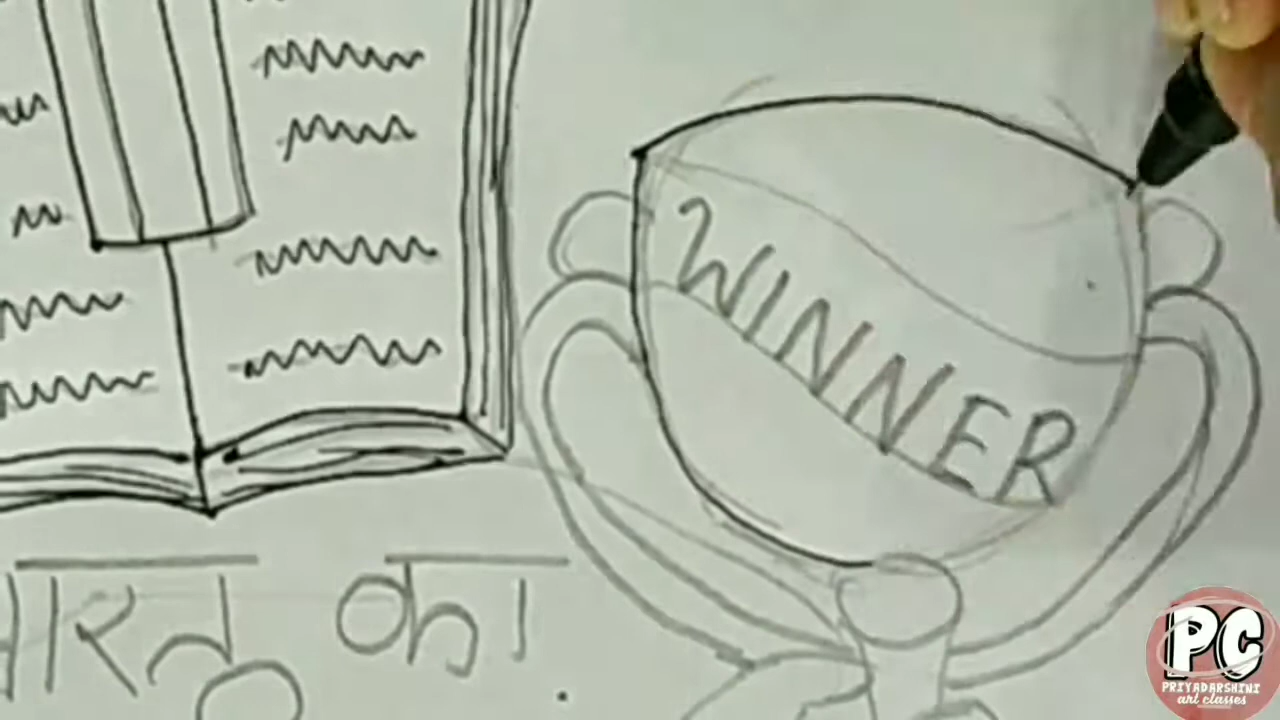 WINNER
का
PC
PRIYADARSHINI
art classes